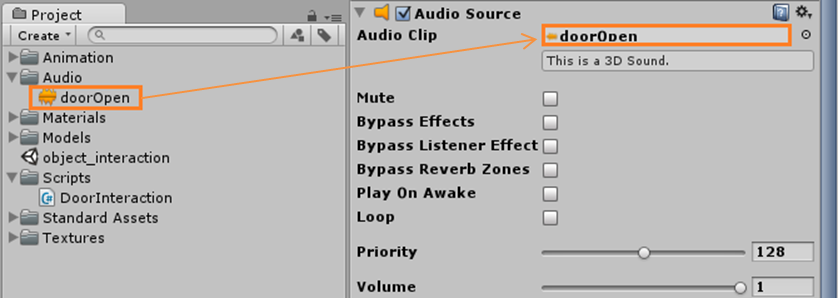 Project
Create
Animation
Audio
doorOpen
Materials
Models
object_interaction
Scripts
DoorInteraction
Standard Assets
Textures
Audio Source
Audio Clip
doorOpen
This is a 3D Sound.
Mute
Bypass Effects
Bypass Listener Effect
Bypass Reverb Zones
Play On Awake
Loop
Priority 128
Volume 1